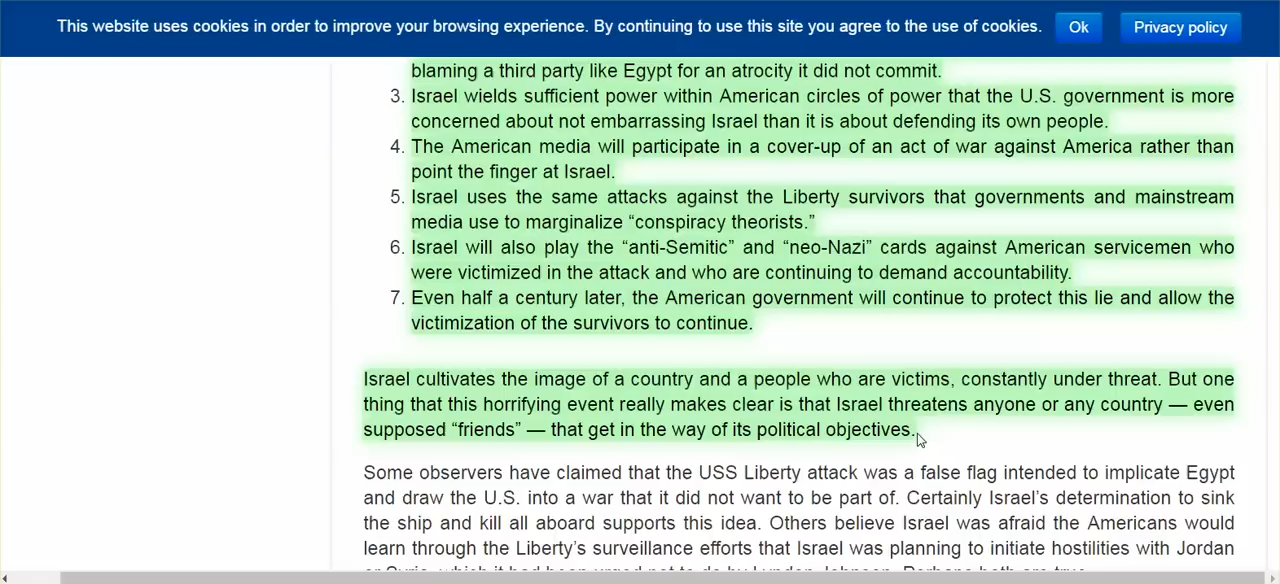 This website uses cookies in order to improve your browsing experience. By continuing to use this site you agree to the use of cookies. Ok Privacy policy
blaming a third party like Egypt for an atrocity it did not commit.
3. Israel wields sufficient power within American circles of power that the U.S. government is more
concerned about not embarrassing Israel than it is about defending its own people.
4. The American media will participate in a cover-up of an act of war against America rather than
point the finger at Israel.
5. Israel uses the same attacks against the Liberty survivors that governments and mainstream
media use to marginalize “conspiracy theorists.”
6. Israel will also play the “anti-Semitic” and “neo-Nazi” cards against American servicemen who
were victimized in the attack and who are continuing to demand accountability.
7. Even half a century later, the American government will continue to protect this lie and allow the
victimization of the survivors to continue.
Israel cultivates the image of a country and a people who are victims, constantly under threat. But one
thing that this horrifying event really makes clear is that Israel threatens anyone or any country — even
supposed “friends” — that get in the way of its political objectives.
Some observers have claimed that the USS Liberty attack was a false flag intended to implicate Egypt
and draw the U.S. into a war that it did not want to be part of. Certainly Israel’s determination to sink
the ship and kill all aboard supports this idea. Others believe Israel was afraid the Americans would
learn through the Liberty’s surveillance efforts that Israel was planning to initiate hostilities with Jordan